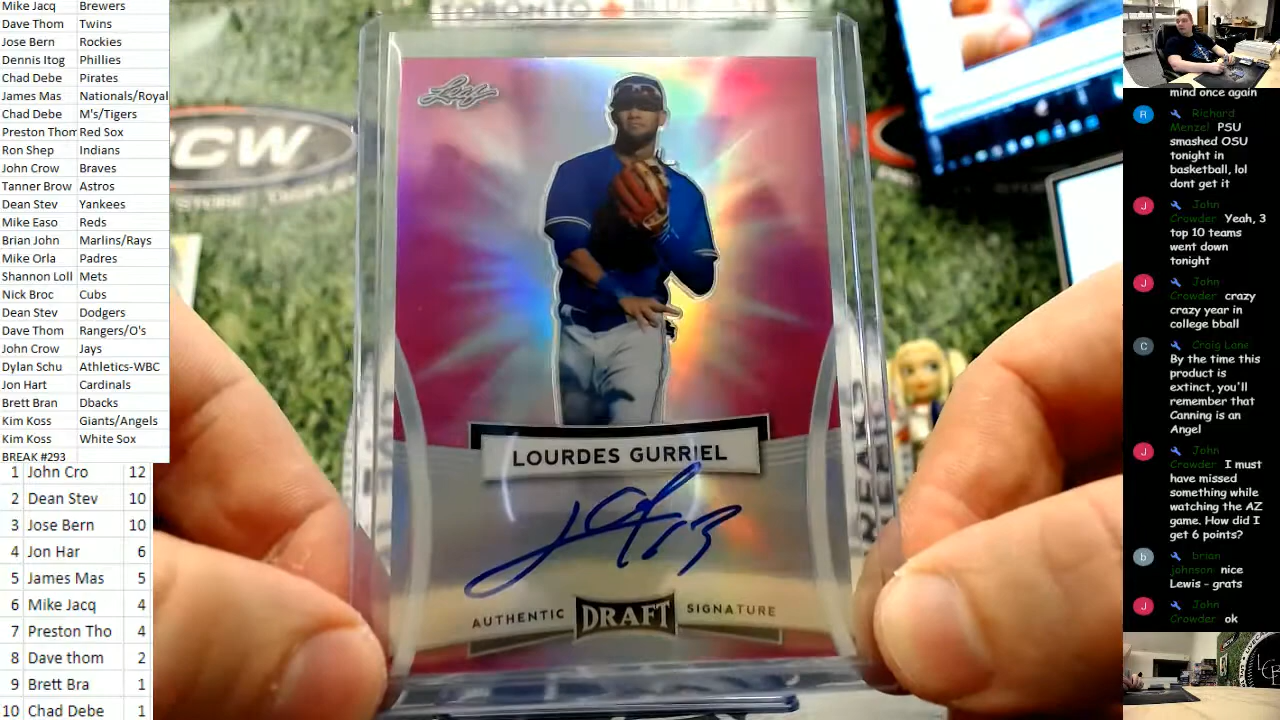 Mike Jacq Brewers
Dave Thom Twins
Jose Bern Rockies
Dennis Itog Phillies
Chad Debe Pirates
James Mas Nationals/Royal
Chad Debe M's/Tigers
Preston Thom Red Sox
Ron Shep Indians
John Crow Braves
Tanner Brow Astros
Dean Stev Yankees
Mike Easo Reds
Brian John Marlins/Rays
Mike Orla Padres
Shannon Loll Mets
Nick Broc Cubs
Dean Stev Dodgers
Dave Thom Rangers/O's
John Crow Jays
Dylan Schu Athletics-WBC
Jon Hart Cardinals
Brett Bran Dbacks
Kim Koss Giants/Angels
Kim Koss White Sox
BREAK #293
1 John Cro 12
2 Dean Stev 10
3 Jose Bern 10
4 Jon Har 6
5 James Mas 5
6 Mike Jacq 4
7 Preston Tho 4
8 Dave thom 2
9 Brett Bra 1
10 Chad Debe 1
TORONTO BLUE
CW
Leaf
LOURDES GURRIEL
13
AUTHENTIC DRAFT SIGNATURE
BREAK
mind once again
R Richard
Menzel PSU
smashed OSU
tonight in
basketball, lol
dont get it
J John
Crowder Yeah, 3
top 10 teams
went down
tonight
J John
Crowder crazy
crazy year in
college bball
C Craig Lane
By the time this
product is
extinct, you'll
remember that
Canning is an
Angel
J John
Crowder I must
have missed
something while
watching the AZ
game. How did I
get 6 points?
b brian
johnson nice
Lewis - grats
J John
Crowder ok